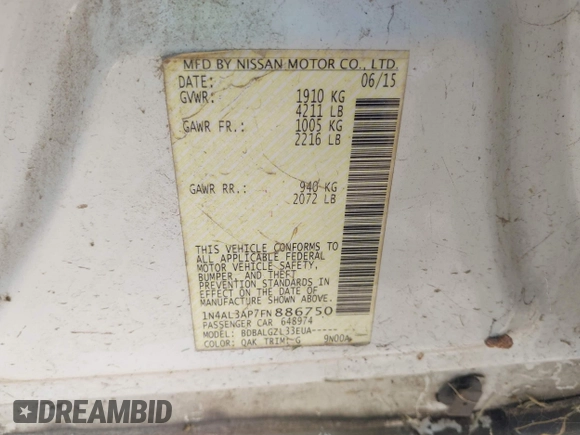 MFD BY NISSAN MOTOR CO., LTD.
DATE: 06/15
GVWR: 1910 KG
4211 LB
GAWR FR.: 1005 KG
2216 LB
GAWR RR.: 940 KG
2072 LB
THIS VEHICLE CONFORMS TO
ALL APPLICABLE FEDERAL
MOTOR VEHICLE SAFETY,
BUMPER, AND THEFT
PREVENTION STANDARDS IN
EFFECT ON THE DATE OF
MANUFACTURE SHOWN ABOVE.
1N4AL3AP7FN886750
PASSENGER CAR 648974
MODEL: BDBALGZL33EUA-----
COLOR: QAK TRIM: G 9N00A
DREAMBID